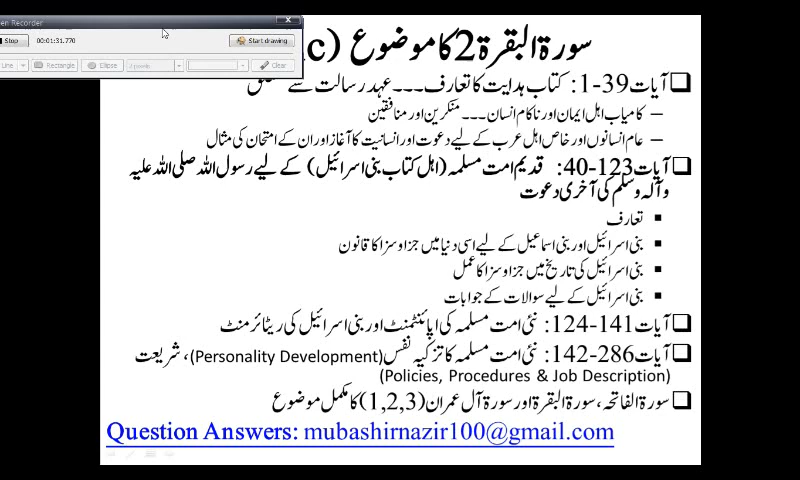 en Recorder
Stop
00:01:31.770
Start drawing
Line
Rectangle
Ellipse
2 pixels
Clear
سورۃ البقرۃ 2 کا موضوع (c
آیات 39-1: کتاب ہدایت کا تعارف۔۔۔ عہد رسالت سے
– کامیاب اہل ایمان اور ناکام انسان۔۔۔ منکرین اور منافقین
– عام انسانوں اور خاص اہل عرب کے لیے دعوت اور انسانیت کا آغاز اور ان کے امتحان کی مثال
آیات 123-40: قدیم امت مسلمہ (اہل کتاب بنی اسرائیل) کے لیے رسول اللہ صلی اللہ علیہ
وآلہ وسلم کی آخری دعوت
▪ تعارف
▪ بنی اسرائیل اور بنی اسماعیل کے لیے اسی دنیا میں جزا و سزا کا قانون
▪ بنی اسرائیل کی تاریخ میں جزا و سزا کا عمل
▪ بنی اسرائیل کے لیے سوالات کے جوابات
آیات 141-124: نئی امت مسلمہ کی اپائنٹمنٹ اور بنی اسرائیل کی ریٹائرمنٹ
آیات 286-142: نئی امت مسلمہ کا تزکیہ نفس (Personality Development)، شریعت
(Policies, Procedures & Job Description)
سورۃ الفاتحہ، سورۃ البقرۃ اور سورۃ آل عمران (1,2,3) کا مکمل موضوع
Question Answers: mubashirnazir100@gmail.com